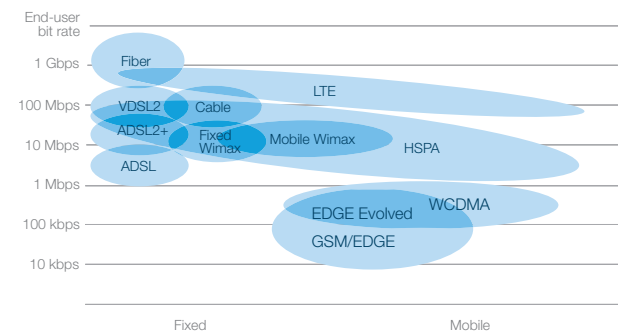 End-user
bit rate
1 Gbps
100 Mbps
10 Mbps
1 Mbps
100 kbps
10 kbps
Fiber
LTE
VDSL2
Cable
ADSL2+
Fixed
Wimax
Mobile Wimax
HSPA
ADSL
WCDMA
EDGE Evolved
GSM/EDGE
Fixed
Mobile